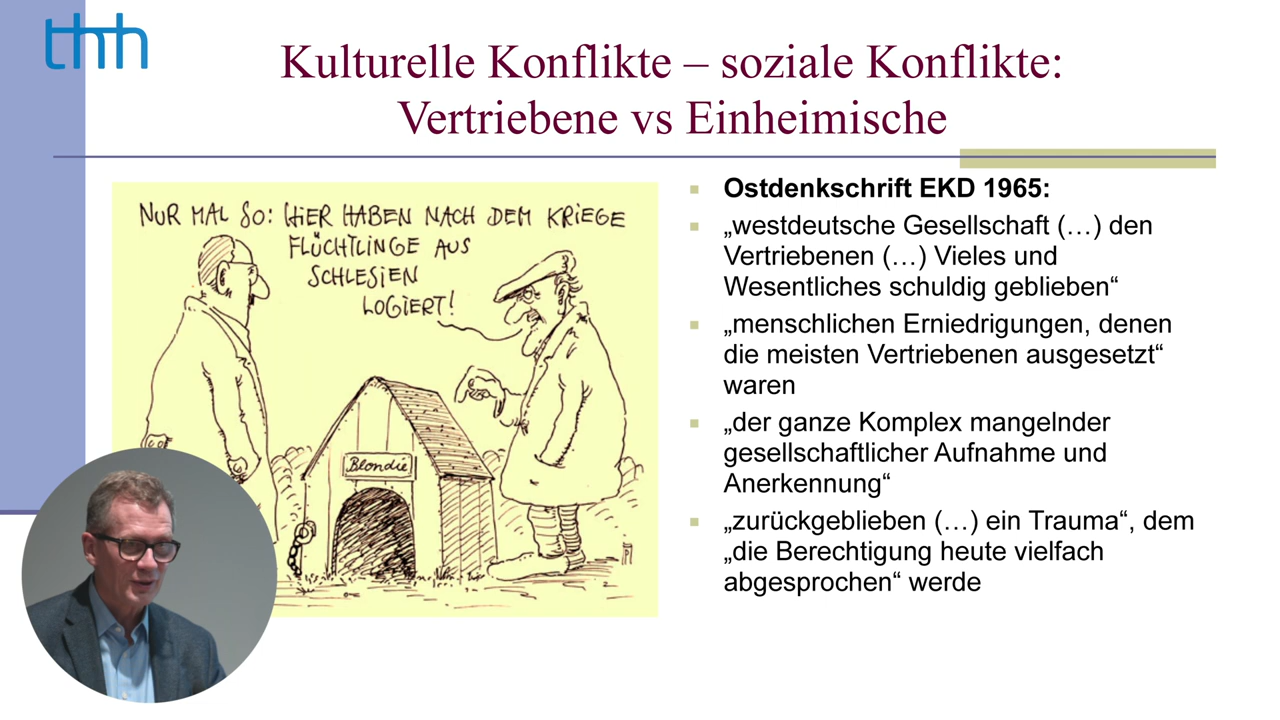 thh
Kulturelle Konflikte – soziale Konflikte:
Vertriebene vs Einheimische
NUR MAL SO: HIER HABEN NACH DEM KRIEGE
FLÜCHTLINGE AUS
SCHLESIEN
LOGIERT!
Blondie
PI
Ostdenkschrift EKD 1965:
„westdeutsche Gesellschaft (…) den
Vertriebenen (…) Vieles und
Wesentliches schuldig geblieben“
„menschlichen Erniedrigungen, denen
die meisten Vertriebenen ausgesetzt“
waren
„der ganze Komplex mangelnder
gesellschaftlicher Aufnahme und
Anerkennung“
„zurückgeblieben (…) ein Trauma“, dem
„die Berechtigung heute vielfach
abgesprochen“ werde